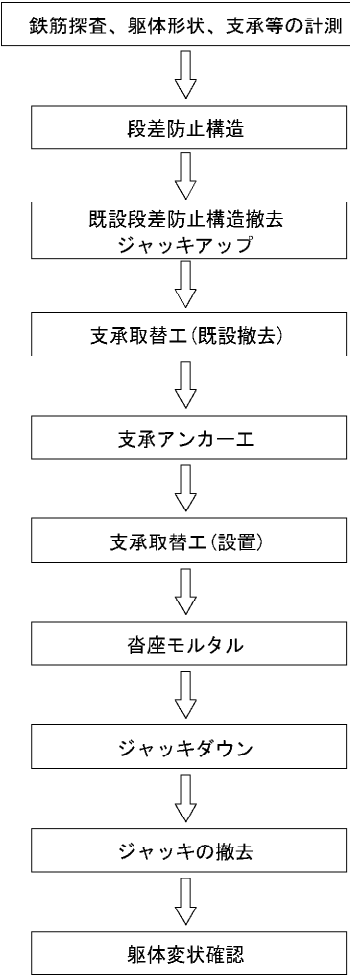 鉄筋探査、躯体形状、支承等の計測
段差防止構造
既設段差防止構造撤去
ジャッキアップ
支承取替工(既設撤去)
支承アンカー工
支承取替工(設置)
沓座モルタル
ジャッキダウン
ジャッキの撤去
躯体変状確認